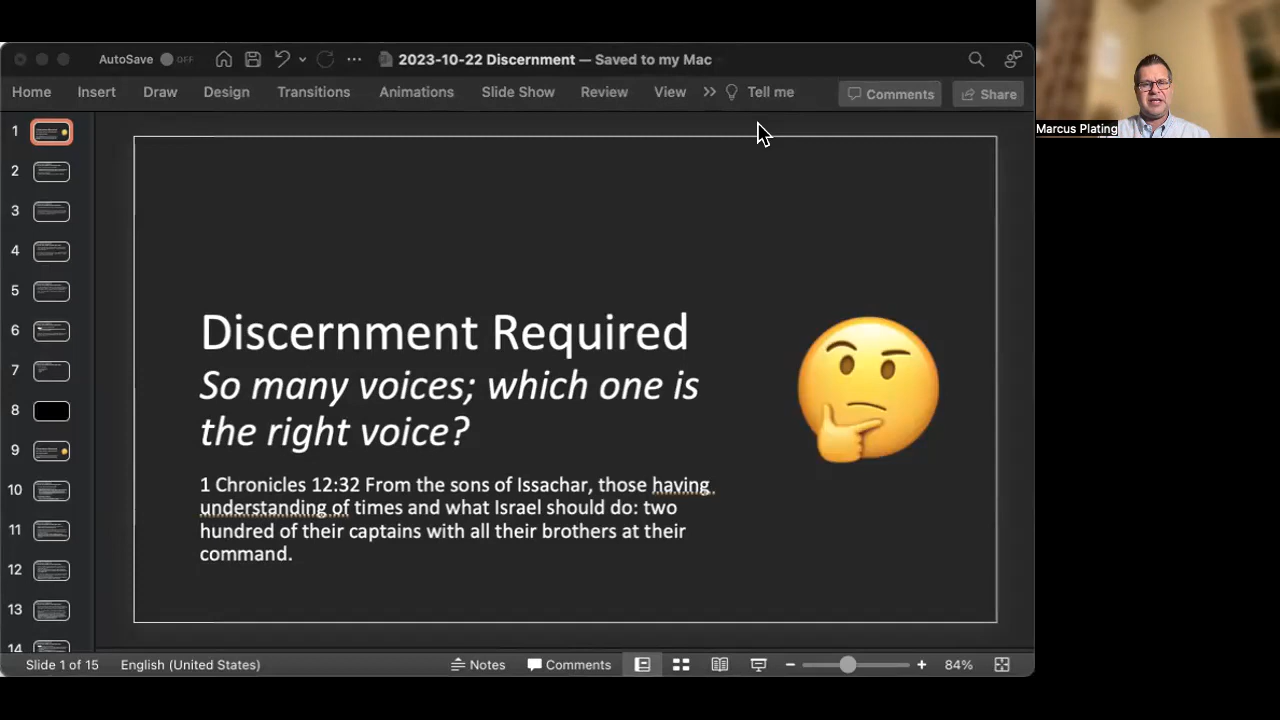 AutoSave OFF 2023-10-22 Discernment — Saved to my Mac
Home Insert Draw Design Transitions Animations Slide Show Review View Tell me Comments Share
Marcus Plating
1
2
3
4
5
6
7
8
9
10
11
12
13
14
Discernment Required
So many voices; which one is
the right voice?
1 Chronicles 12:32 From the sons of Issachar, those having
understanding of times and what Israel should do: two
hundred of their captains with all their brothers at their
command.
Slide 1 of 15 English (United States) Notes Comments 84%